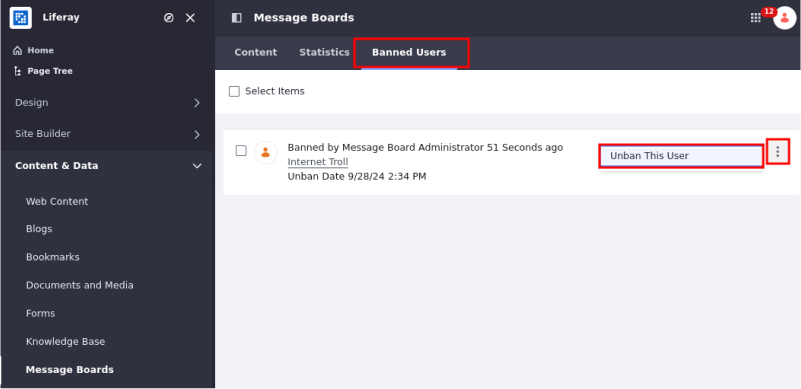 Liferay
Home
Page Tree
Design
Site Builder
Content & Data
Web Content
Blogs
Bookmarks
Documents and Media
Forms
Knowledge Base
Message Boards
Message Boards
12
Content Statistics Banned Users
Select Items
Banned by Message Board Administrator 51 Seconds ago
Internet Troll
Unban Date 9/28/24 2:34 PM
Unban This User